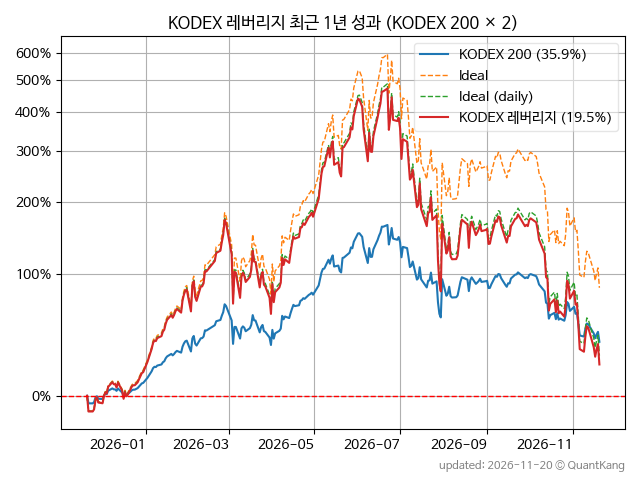 KODEX 레버리지 최근 1년 성과 (KODEX 200 × 2)
KODEX 200 (35.9%)
Ideal
Ideal (daily)
KODEX 레버리지 (19.5%)
600%
500%
400%
300%
200%
100%
0%
2026-01 2026-03 2026-05 2026-07 2026-09 2026-11
updated: 2026-11-20 © QuantKang